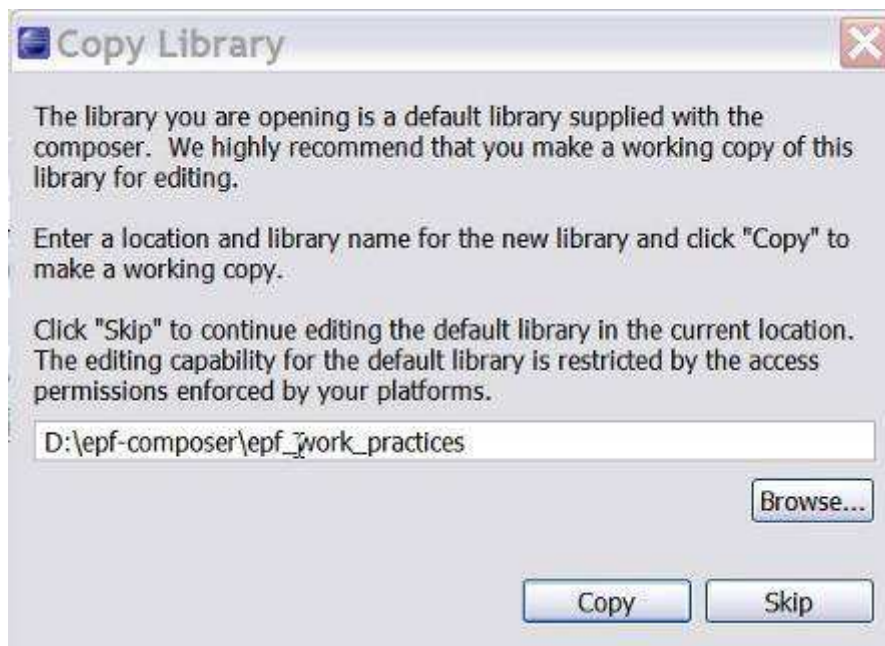 Copy Library
The library you are opening is a default library supplied with the
composer.  We highly recommend that you make a working copy of this
library for editing.
Enter a location and library name for the new library and click "Copy" to
make a working copy.
Click "Skip" to continue editing the default library in the current location.
The editing capability for the default library is restricted by the access
permissions enforced by your platforms.
D:\epf-composer\epf_work_practices
Browse...
Copy Skip